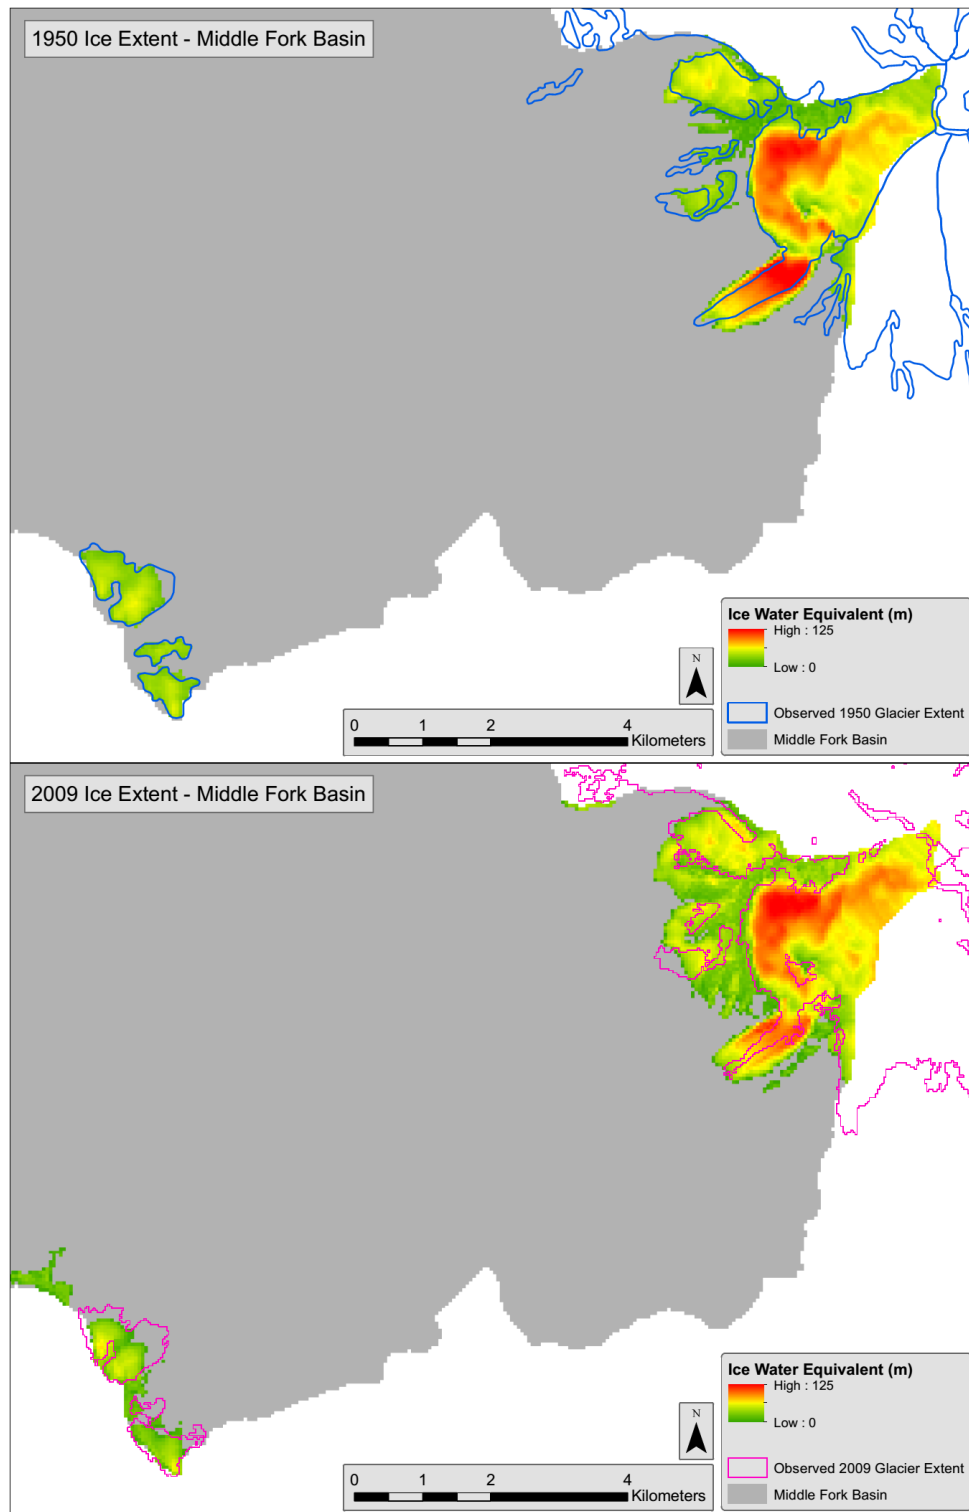 1950 Ice Extent - Middle Fork Basin
Ice Water Equivalent (m)
High : 125
Low : 0
Observed 1950 Glacier Extent
Middle Fork Basin
N
0 1 2 4
Kilometers
2009 Ice Extent - Middle Fork Basin
Ice Water Equivalent (m)
High : 125
Low : 0
Observed 2009 Glacier Extent
Middle Fork Basin
N
0 1 2 4
Kilometers